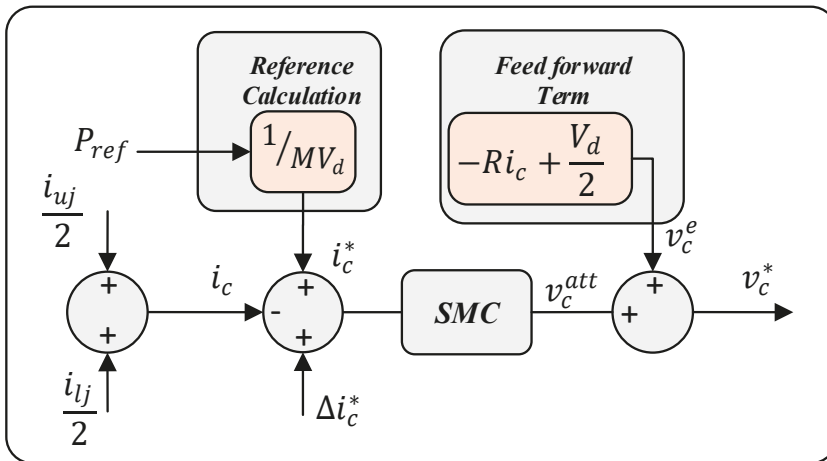 Reference
Calculation
1/MV_d
Feed forward
Term
-Ri_c + V_d/2
P_ref
i_uj/2
i_c^*
v_c^e
i_c
+
+
+
-
+
SMC
v_c^att
+
+
v_c^*
i_lj/2
Δi_c^*